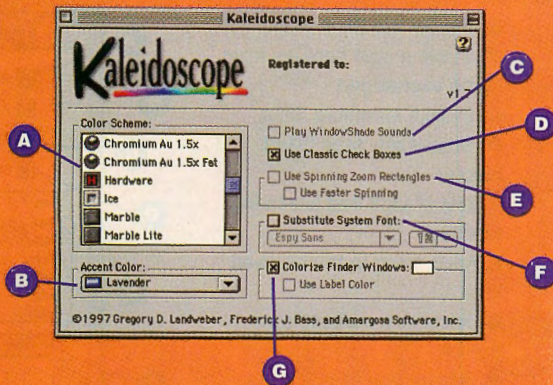 Kaleidoscope
Kaleidoscope
Registered to:
?
v1.7
Color Scheme:
Chromium Au 1.5x
Chromium Au 1.5x Fat
Hardware
Ice
Marble
Marble Lite
Play WindowShade Sounds
Use Classic Check Boxes
Use Spinning Zoom Rectangles
Use Faster Spinning
Substitute System Font:
Espy Sans
12
Accent Color:
Lavender
Colorize Finder Windows:
Use Label Color
©1997 Gregory D. Landweber, Frederick J. Bass, and Amargosa Software, Inc.
A
B
C
D
E
F
G